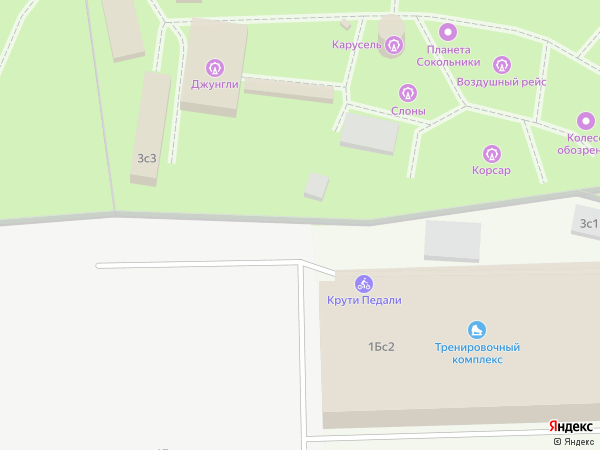 Карусель
Планета
Сокольники
Джунгли
Воздушный рейс
Слоны
Колесо
обозрен
3с3
Корсар
3с1
Крути Педали
1Бс2
Тренировочный
комплекс
Яндекс
© Яндекс